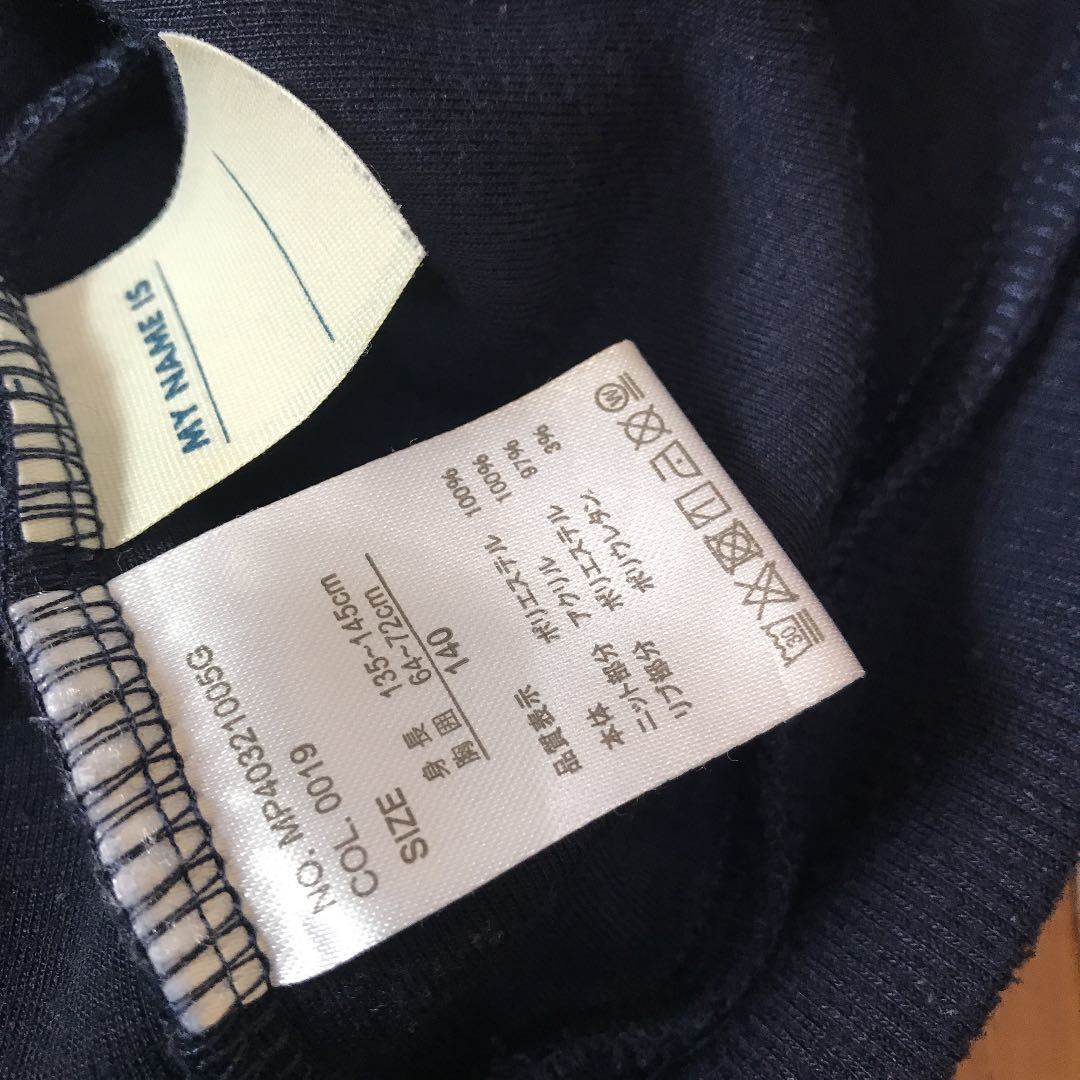 MY NAME IS
NO. MP40321005G
COL. 0019
SIZE
身長 135~145cm
胸囲 64~72cm
140
品質表示
本体 ポリエステル 100%
ニット部分 アクリル 100%
リブ部分 ポリエステル 97%
ポリウレタン 3%
30
W